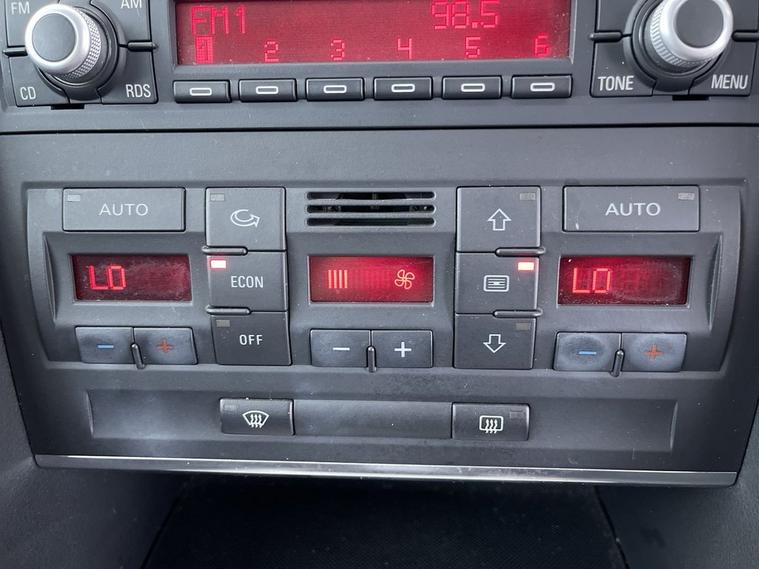 FM AM
FM1 98.5
1 2 3 4 5 6
CD RDS
TONE MENU
AUTO AUTO
LO LO
ECON
OFF